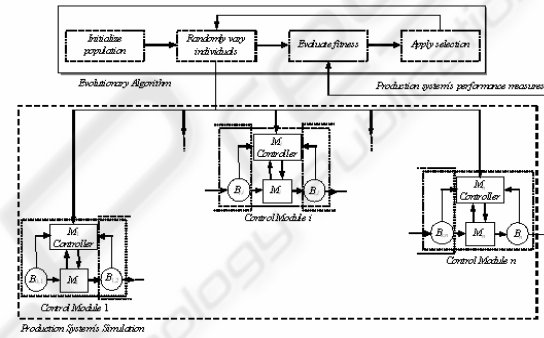 Initialize
population
Randomly vary
individuals
Evaluate fitness
Apply selection
Evolutionary Algorithm
Production system's performance measures
M
Controller
B
M
B
Control Module i
M
Controller
B
M
B
Control Module n
M
Controller
B
M
B
Control Module 1
Production System's Simulation